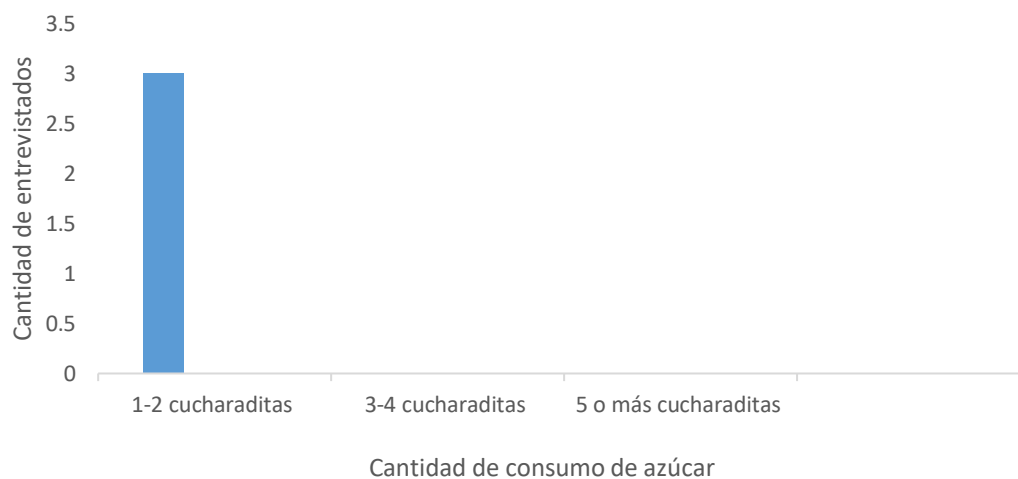 3.5
3
2.5
2
1.5
1
0.5
0
Cantidad de entrevistados
1-2 cucharaditas
3-4 cucharaditas
5 o más cucharaditas
Cantidad de consumo de azúcar